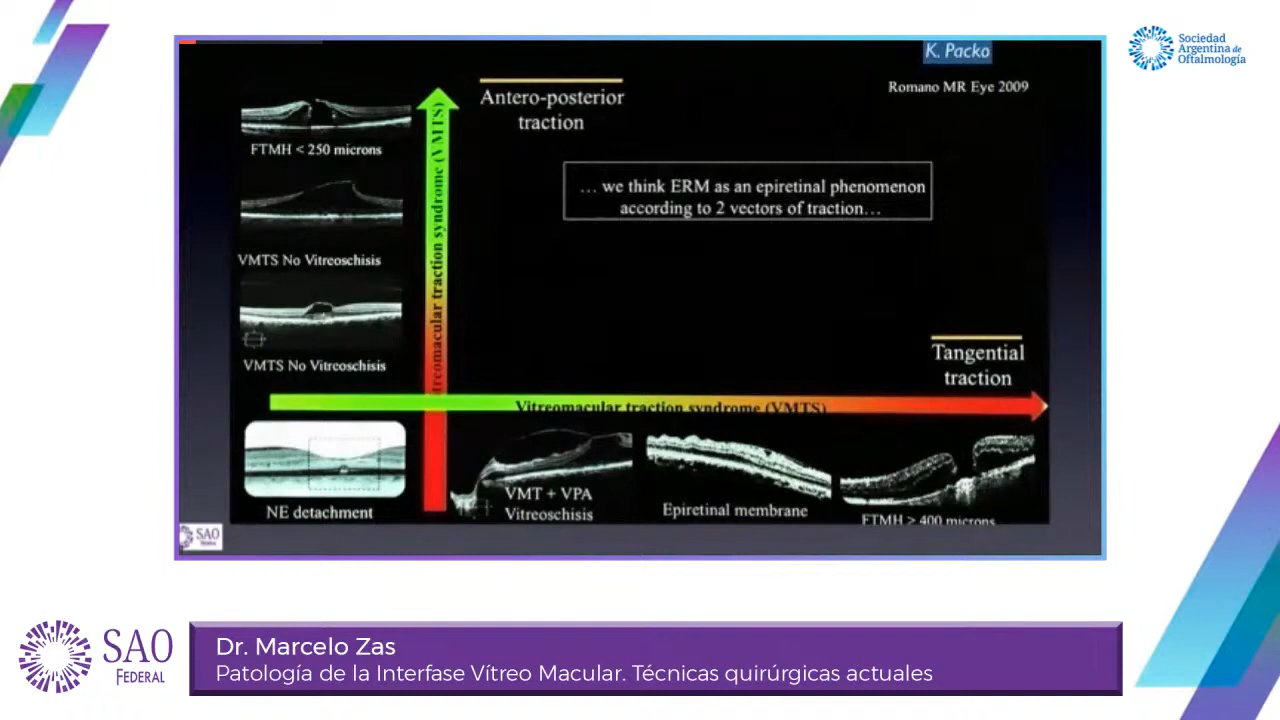 K. Packo
Sociedad
Argentina de
Oftalmología
Romano MR Eye 2009
Antero-posterior
traction
FTMH < 250 microns
… we think ERM as an epiretinal phenomenon
according to 2 vectors of traction…
VMTS No Vitreoschisis
VMTS No Vitreoschisis
treomacular traction syndrome (VMTS)
Tangential
traction
Vitreomacular traction syndrome (VMTS)
NE detachment
VMT + VPA
Vitreoschisis
Epiretinal membrane
FTMH > 400 microns
SAO
SAO
FEDERAL
Dr. Marcelo Zas
Patología de la Interfase Vítreo Macular. Técnicas quirúrgicas actuales